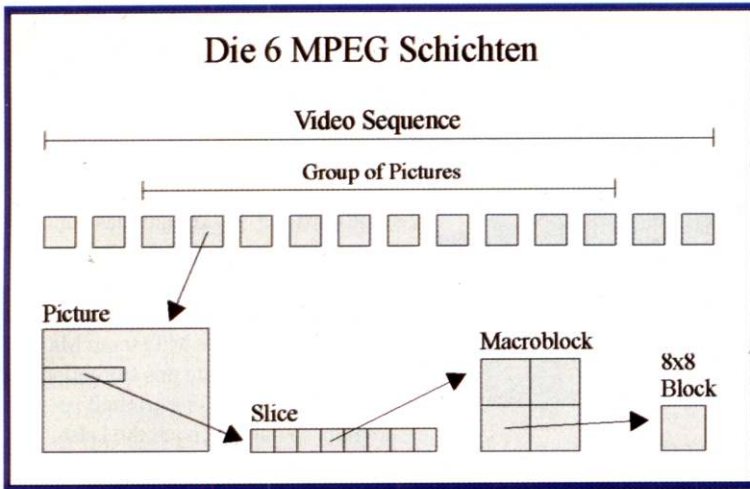 Die 6 MPEG Schichten
Video Sequence
Group of Pictures
Picture
Macroblock
8x8
Block
Slice